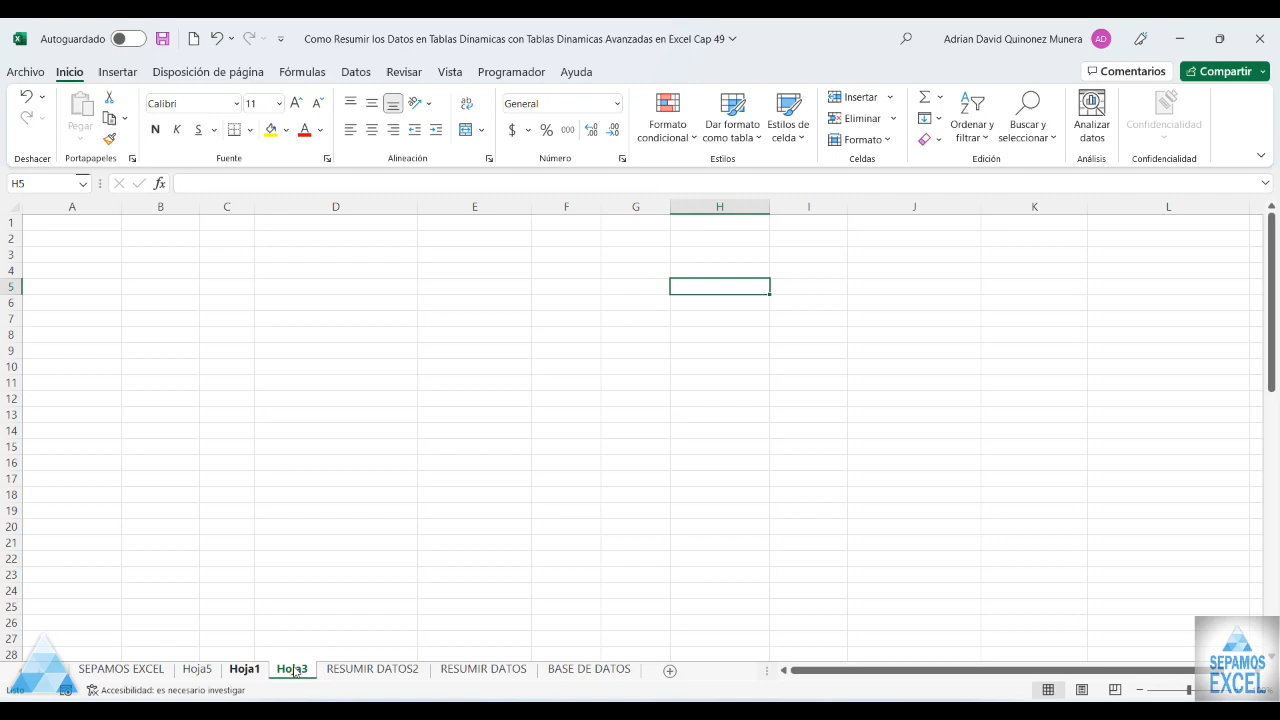 Autoguardado
Como Resumir los Datos en Tablas Dinamicas con Tablas Dinamicas Avanzadas en Excel Cap 49
Adrian David Quinonez Munera
AD
Archivo Inicio Insertar Disposición de página Fórmulas Datos Revisar Vista Programador Ayuda
Comentarios
Compartir
Pegar
Calibri
11
N K S
General
$ % 000
Formato condicional
Dar formato como tabla
Estilos de celda
Insertar
Eliminar
Formato
Ordenar y filtrar
Buscar y seleccionar
Analizar datos
Confidencialidad
Deshacer Portapapeles Fuente Alineación Número Estilos Celdas Edición Análisis Confidencialidad
H5
fx
A B C D E F G H I J K L
1
2
3
4
5
6
7
8
9
10
11
12
13
14
15
16
17
18
19
20
21
22
23
24
25
26
27
28
SEPAMOS EXCEL Hoja5 Hoja1 Hoja3 RESUMIR DATOS2 RESUMIR DATOS
E DE DATOS
Listo
Accesibilidad: es necesario investigar
SEPAMOS
EXCEL